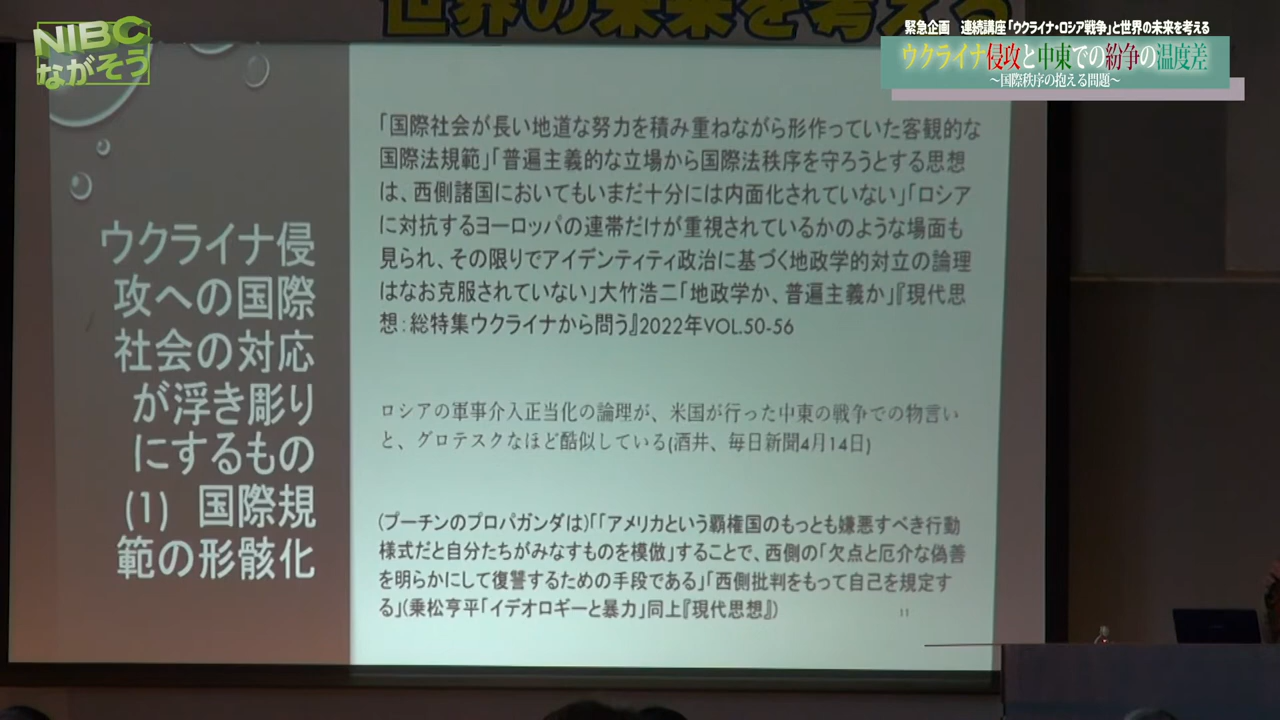 世界の未来を考える
NIBC
ながそう
緊急企画　連続講座「ウクライナ・ロシア戦争」と世界の未来を考える
ウクライナ侵攻と中東での紛争の温度差
～国際秩序の抱える問題～
ウクライナ侵
攻への国際
社会の対応
が浮き彫り
にするもの
(1)　国際規
範の形骸化
「国際社会が長い地道な努力を積み重ねながら形作っていた客観的な
国際法規範」「普遍主義的な立場から国際法秩序を守ろうとする思想
は、西側諸国においてもいまだ十分には内面化されていない」「ロシア
に対抗するヨーロッパの連帯だけが重視されているかのような場面も
見られ、その限りでアイデンティティ政治に基づく地政学的対立の論理
はなお克服されていない」大竹浩二「地政学か、普遍主義か」『現代思
想：総特集ウクライナから問う』2022年VOL.50-56
ロシアの軍事介入正当化の論理が、米国が行った中東の戦争での物言い
と、グロテスクなほど酷似している(酒井、毎日新聞4月14日)
(プーチンのプロパガンダは)「「アメリカという覇権国のもっとも嫌悪すべき行動
様式だと自分たちがみなすものを模倣」することで、西側の「欠点と厄介な偽善
を明らかにして復讐するための手段である」「西側批判をもって自己を規定す
る」(乗松亨平「イデオロギーと暴力」同上『現代思想』)
11